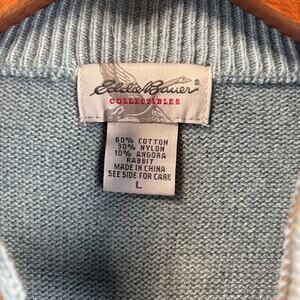 Eddie Bauer®
COLLECTIBLES
60% COTTON
30% NYLON
10% ANGORA
RABBIT
MADE IN CHINA
SEE SIDE FOR CARE
L